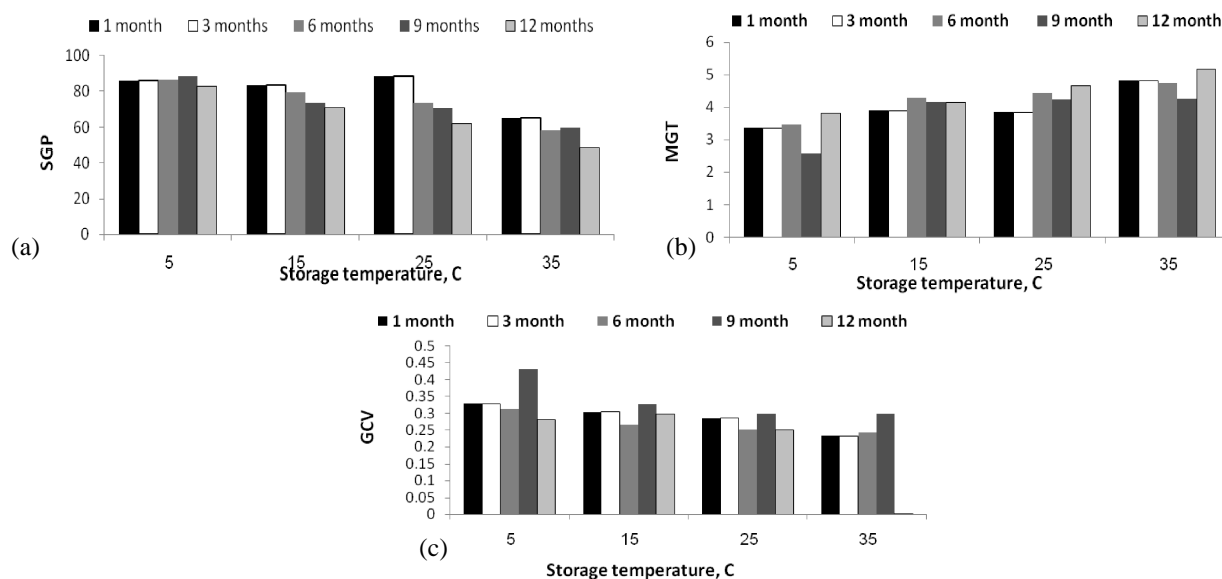 1 month 3 months 6 months 9 months 12 months
100
80
60
40
20
0
SGP
5 15 25 35
Storage temperature, C
(a)
1 month 3 month 6 month 9 month 12 month
6
5
4
3
2
1
0
MGT
5 15 25 35
Storage temperature, C
(b)
1 month 3 month 6 month 9 month 12 month
0.5
0.45
0.4
0.35
0.3
0.25
0.2
0.15
0.1
0.05
0
GCV
5 15 25 35
(c)
Storage temperature, C